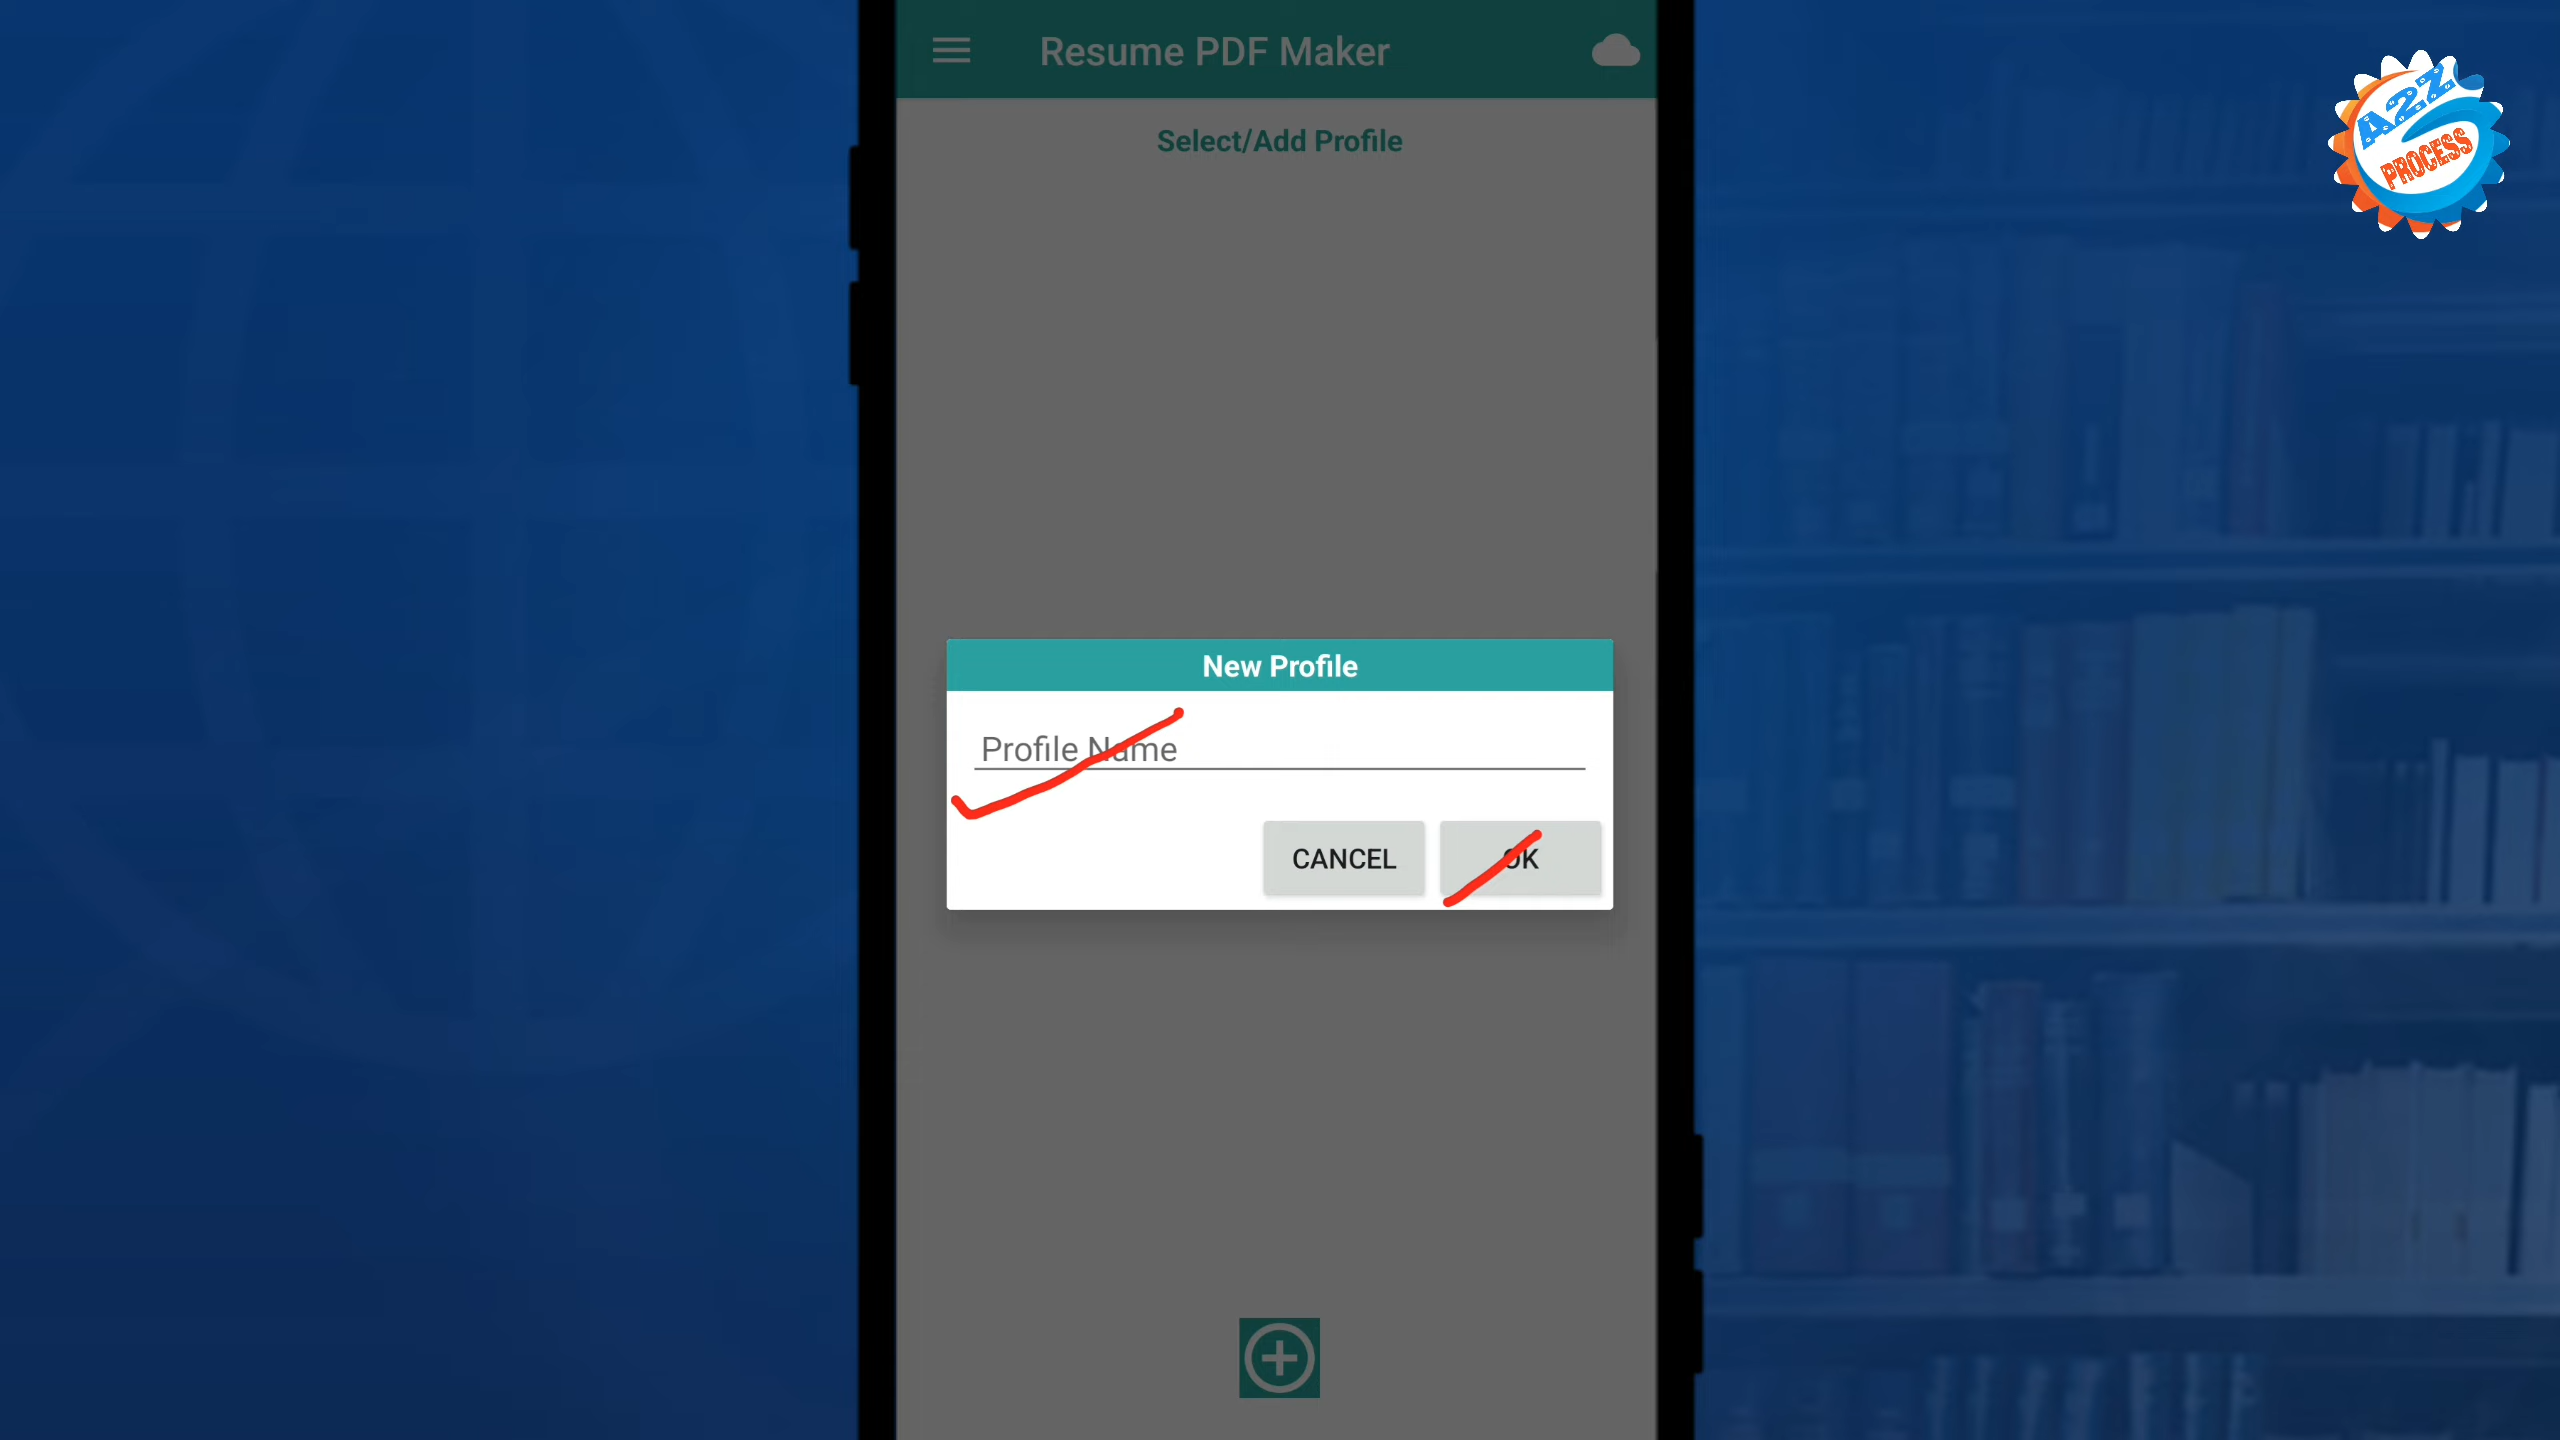 Resume PDF Maker
A2Z
PROCESS
Select/Add Profile
New Profile
Profile Name
CANCEL
OK